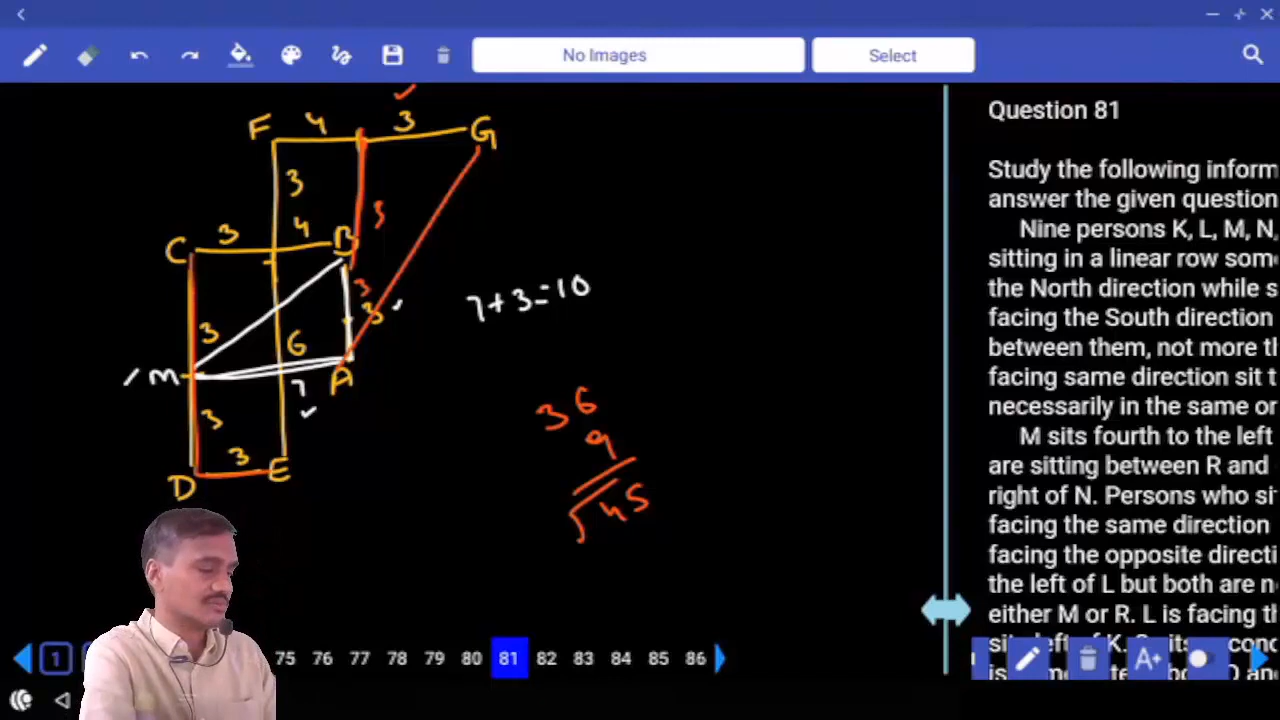 No Images
Select
F 4 3 G
3
3
C 3 4 B
3
3
7+3=10
3
6
M
7
A
36
9
3
√45
3
D E
Question 81
Study the following inform
answer the given question
Nine persons K, L, M, N,
sitting in a linear row som
the North direction while s
facing the South direction
between them, not more th
facing same direction sit t
necessarily in the same or
M sits fourth to the left
are sitting between R and
right of N. Persons who si
facing the same direction
facing the opposite directi
the left of L but both are n
either M or R. L is facing th
1 75 76 77 78 79 80 81 82 83 84 85 86
A+